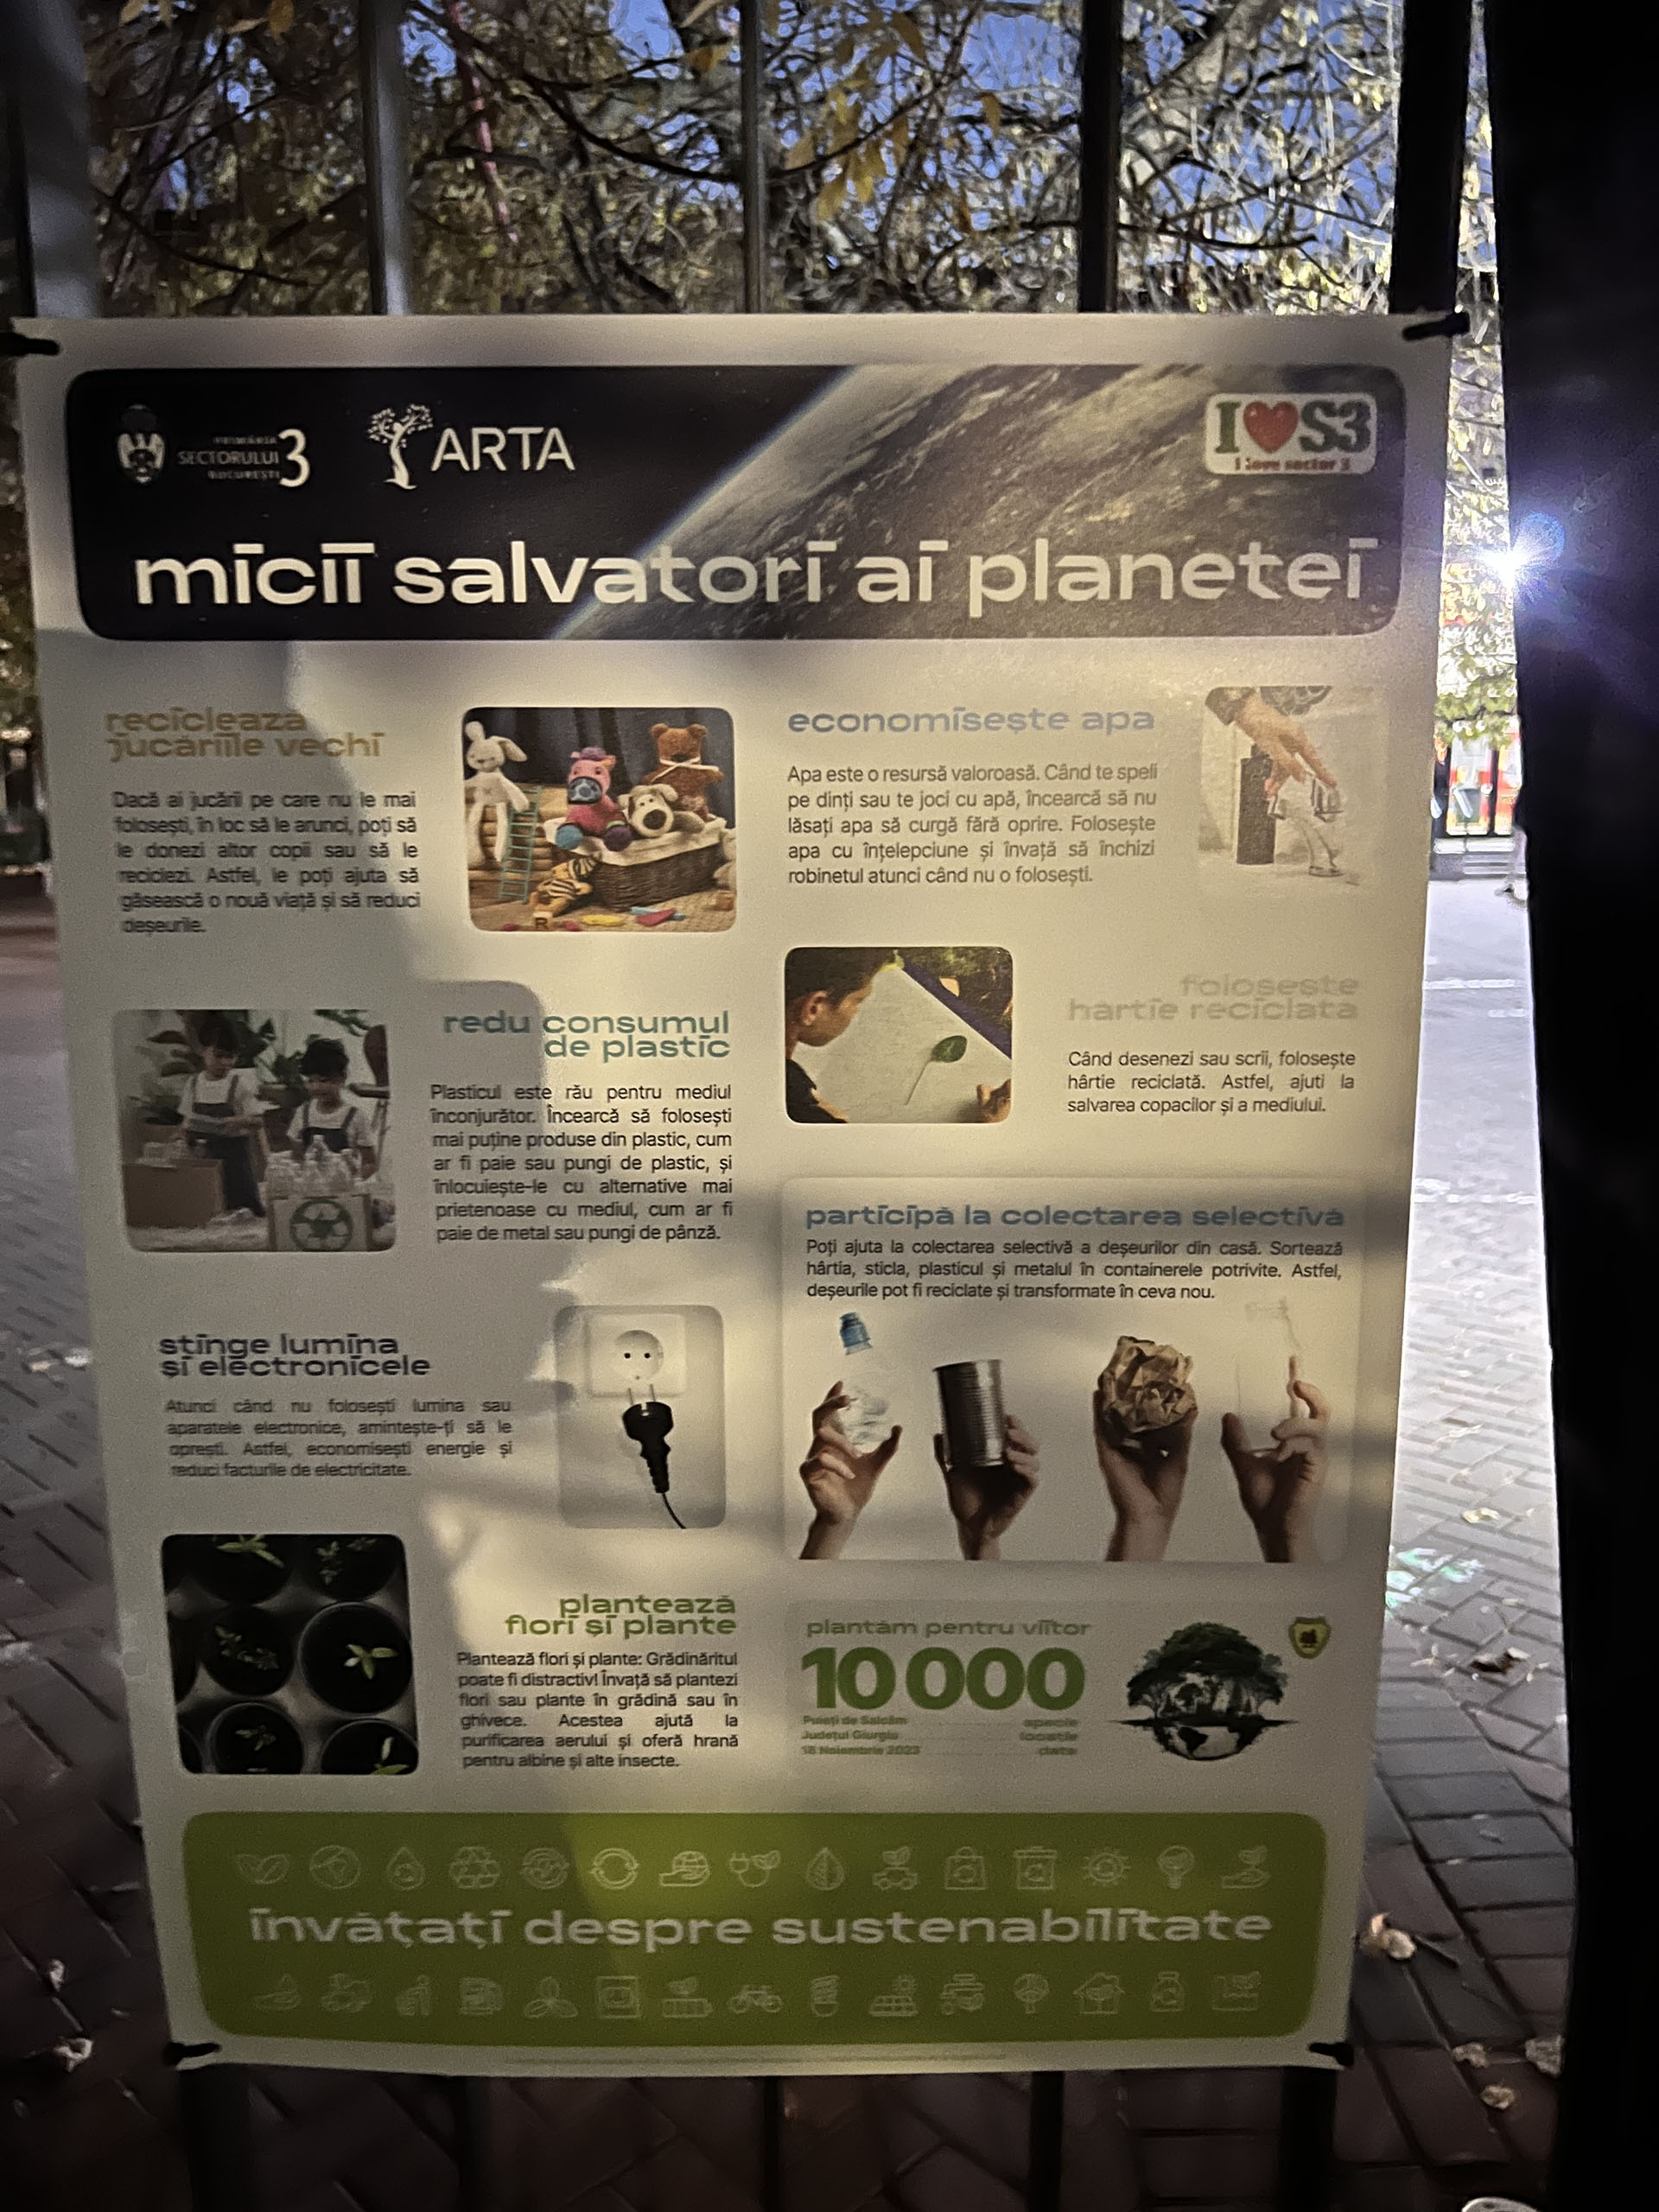 PRIMĂRIA
SECTORULUI 3
BUCUREȘTI
ARTA
I ❤ S3
I love sector 3
micii salvatori ai planetei
reciclează
jucăriile vechi
Dacă ai jucării pe care nu le mai
folosești, în loc să le arunci, poți să
le donezi altor copii sau să le
reciclezi. Astfel, le poți ajuta să
găsească o nouă viață și să reduci
deșeurile.
economisește apa
Apa este o resursă valoroasă. Când te speli
pe dinți sau te joci cu apă, încearcă să nu
lăsați apa să curgă fără oprire. Folosește
apa cu înțelepciune și învață să închizi
robinetul atunci când nu o folosești.
redu consumul
de plastic
Plasticul este rău pentru mediul
înconjurător. Încearcă să folosești
mai puține produse din plastic, cum
ar fi paie sau pungi de plastic, și
înlocuiește-le cu alternative mai
prietenoase cu mediul, cum ar fi
paie de metal sau pungi de pânză.
folosește
hartie reciclata
Când desenezi sau scrii, folosește
hârtie reciclată. Astfel, ajuti la
salvarea copacilor și a mediului.
participă la colectarea selectivă
Poți ajuta la colectarea selectivă a deșeurilor din casă. Sortează
hârtia, sticla, plasticul și metalul în containerele potrivite. Astfel,
deșeurile pot fi reciclate și transformate în ceva nou.
stinge lumina
și electronicele
Atunci când nu folosești lumina sau
aparatele electronice, amintește-ți să le
oprești. Astfel, economisești energie și
reduci facturile de electricitate.
plantează
flori și plante
Plantează flori și plante: Grădinăritul
poate fi distractiv! Învață să plantezi
flori sau plante în grădină sau în
ghivece. Acestea ajută la
purificarea aerului și oferă hrană
pentru albine și alte insecte.
plantăm pentru viitor
10 000
Puieți de Salcâm specie
Județul Giurgiu locatie
18 Noiembrie 2023 data
învățați despre sustenabilitate